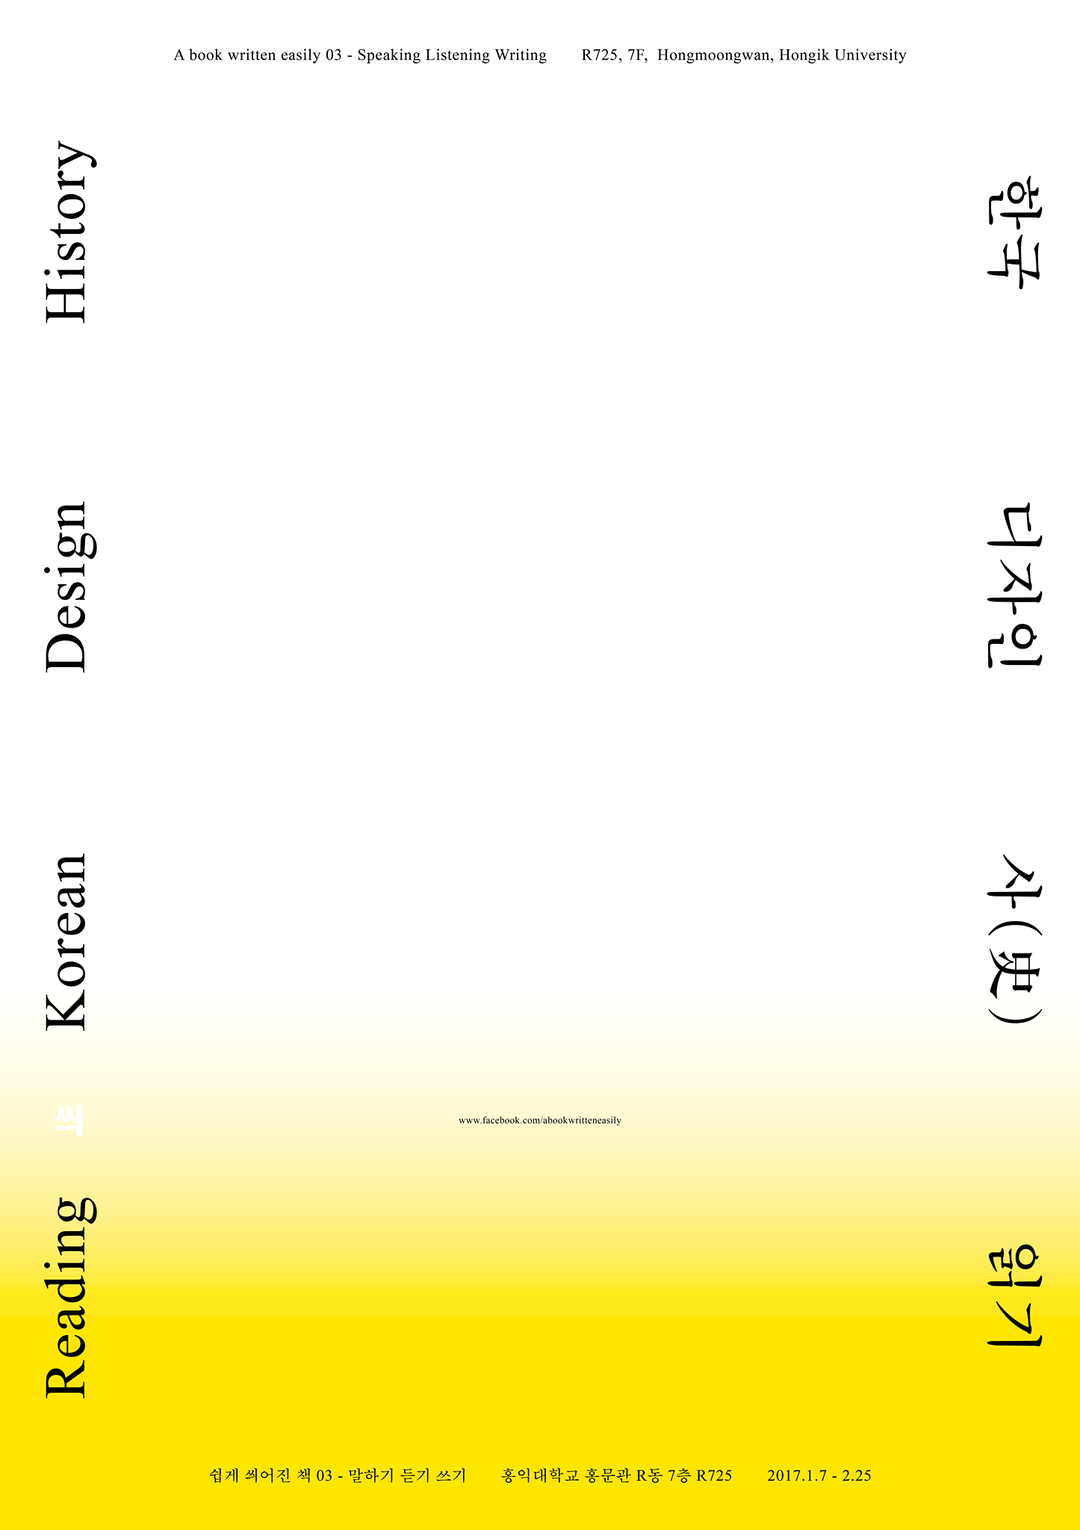 A book written easily 03 - Speaking Listening Writing R725, 7F, Hongmoongwan, Hongik University
Reading 씌 Korean Design History
한국 디자인 사(史) 읽기
www.facebook.com/abookwritteneasily
쉽게 씌어진 책 03 - 말하기 듣기 쓰기 홍익대학교 홍문관 R동 7층 R725 2017.1.7 - 2.25